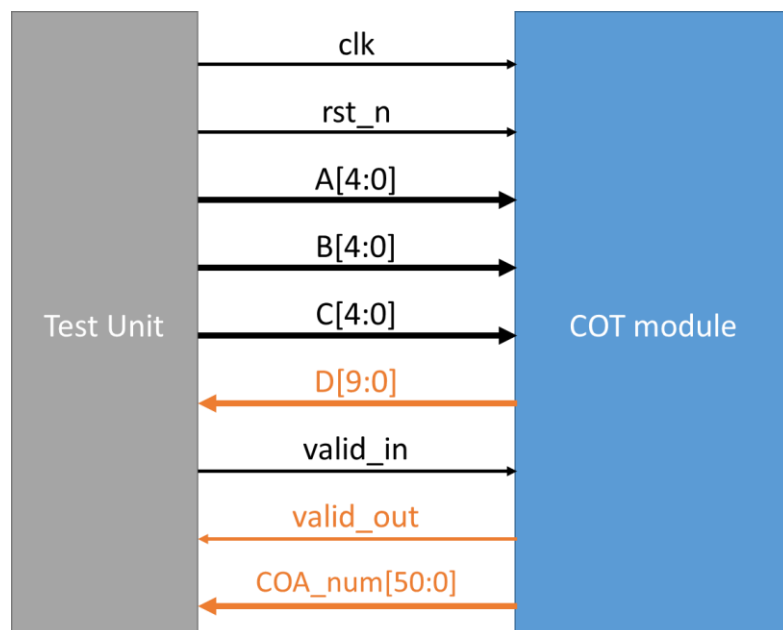 clk
rst_n
A[4:0]
B[4:0]
Test Unit
C[4:0]
COT module
D[9:0]
valid_in
valid_out
COA_num[50:0]